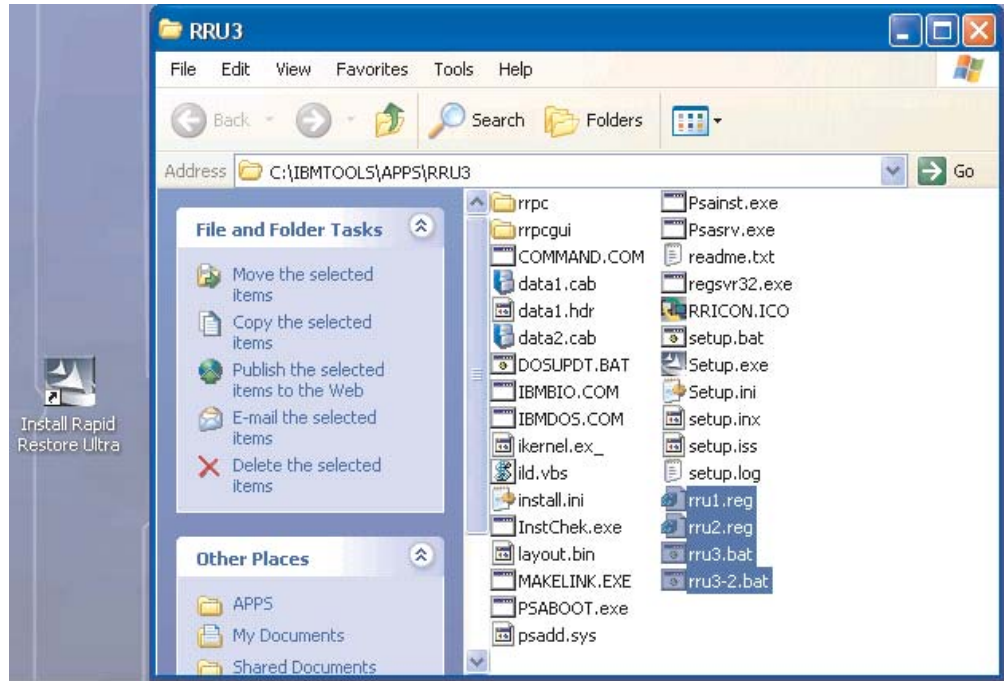 RRU3
File Edit View Favorites Tools Help
Back Search Folders
Address C:\IBMTOOLS\APPS\RRU3 Go
File and Folder Tasks
Move the selected
items
Copy the selected
items
Publish the selected
items to the Web
E-mail the selected
items
Delete the selected
items
Other Places
APPS
My Documents
Shared Documents
rrpc
rrpcgui
COMMAND.COM
data1.cab
data1.hdr
data2.cab
DOSUPDT.BAT
IBMBIO.COM
IBMDOS.COM
ikernel.ex_
ild.vbs
install.ini
InstChek.exe
layout.bin
MAKELINK.EXE
PSABOOT.exe
psadd.sys
Psainst.exe
Psasrv.exe
readme.txt
regsvr32.exe
RRICON.ICO
setup.bat
Setup.exe
Setup.ini
setup.inx
setup.iss
setup.log
rru1.reg
rru2.reg
rru3.bat
rru3-2.bat
Install Rapid
Restore Ultra